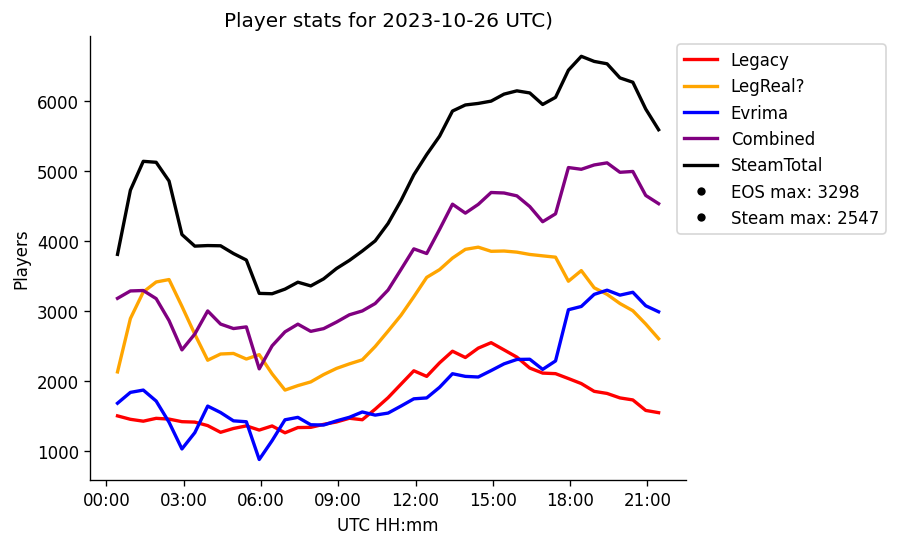 Player stats for 2023-10-26 UTC)
Legacy
LegReal?
Evrima
Combined
SteamTotal
EOS max: 3298
Steam max: 2547
Players
6000
5000
4000
3000
2000
1000
00:00 03:00 06:00 09:00 12:00 15:00 18:00 21:00
UTC HH:mm